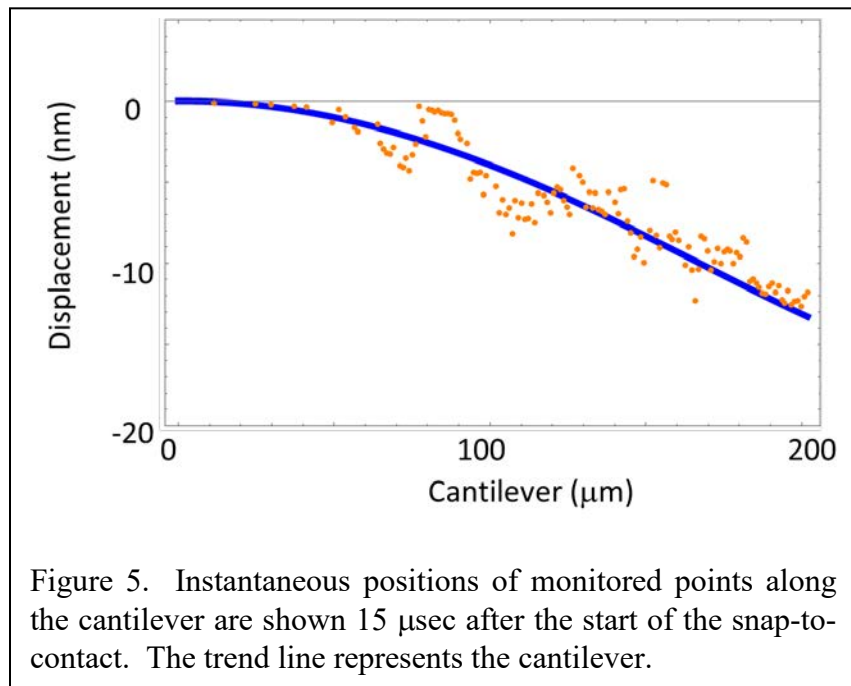 0
-10
-20
0
100
200
Displacement (nm)
Cantilever (μm)
Figure 5. Instantaneous positions of monitored points along
the cantilever are shown 15 μsec after the start of the snap-to-
contact. The trend line represents the cantilever.